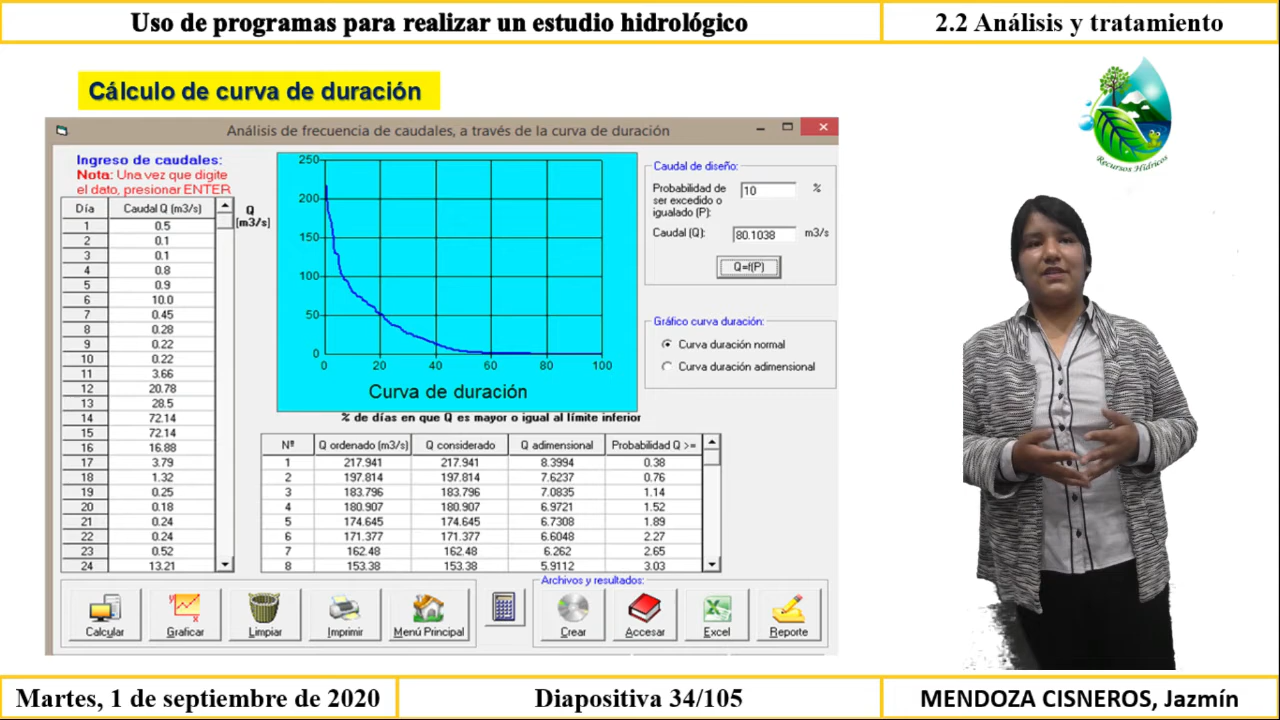 Uso de programas para realizar un estudio hidrológico
2.2 Análisis y tratamiento
Cálculo de curva de duración
Recursos Hídricos
Análisis de frecuencia de caudales, a través de la curva de duración
Ingreso de caudales:
Nota: Una vez que digite
el dato, presionar ENTER
Día Caudal Q (m3/s)
1 0.5
2 0.1
3 0.1
4 0.8
5 0.9
6 10.0
7 0.45
8 0.28
9 0.22
10 0.22
11 3.66
12 20.78
13 28.5
14 72.14
15 72.14
16 16.88
17 3.79
18 1.32
19 0.25
20 0.18
21 0.24
22 0.24
23 0.52
24 13.21
Q
[m3/s]
250
200
150
100
50
0
0 20 40 60 80 100
Curva de duración
% de días en que Q es mayor o igual al límite inferior
Caudal de diseño:
Probabilidad de
ser excedido o
igualado (P):
10 %
Caudal (Q): 80.1038 m3/s
Q=f(P)
Gráfico curva duración:
Curva duración normal
Curva duración adimensional
Nº Q ordenado (m3/s) Q considerado Q adimensional Probabilidad Q >=
1 217.941 217.941 8.3994 0.38
2 197.814 197.814 7.6237 0.76
3 183.796 183.796 7.0835 1.14
4 180.907 180.907 6.9721 1.52
5 174.645 174.645 6.7308 1.89
6 171.377 171.377 6.6048 2.27
7 162.48 162.48 6.262 2.65
8 153.38 153.38 5.9112 3.03
Calcular
Graficar
Limpiar
Imprimir
Menú Principal
Archivos y resultados:
Crear
Accesar
Excel
Reporte
Martes, 1 de septiembre de 2020
Diapositiva 34/105
MENDOZA CISNEROS, Jazmín